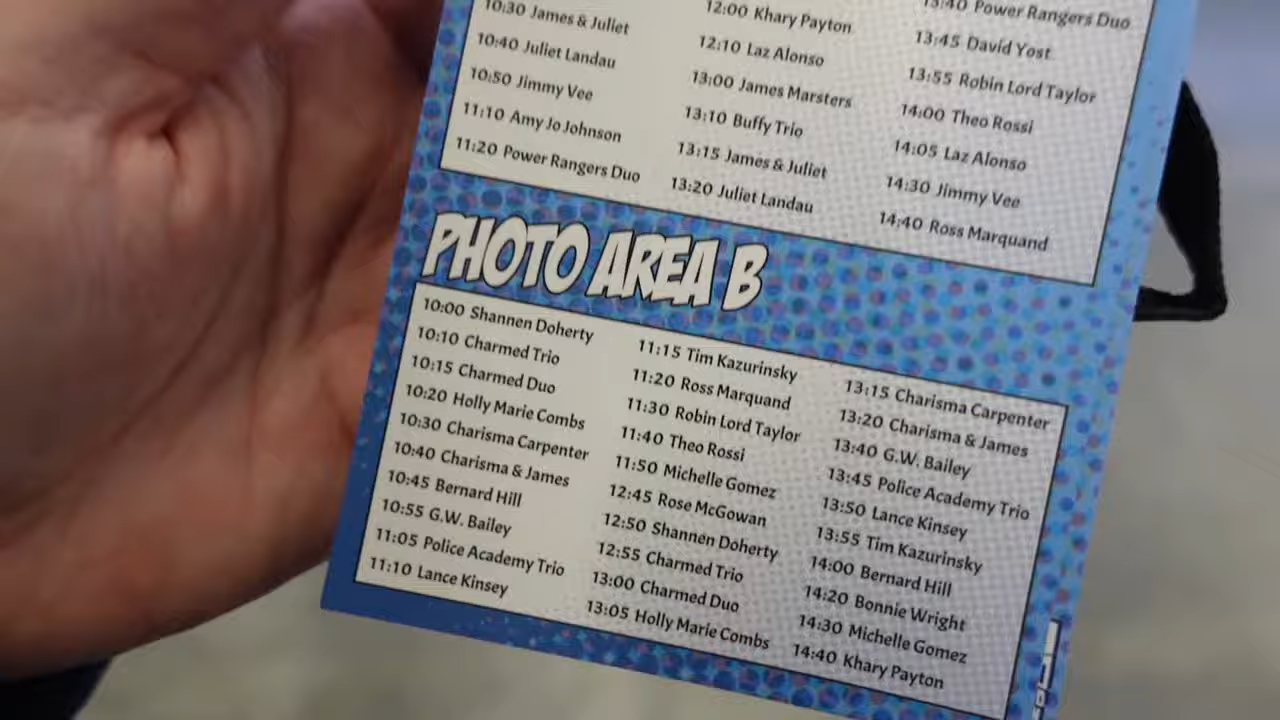 10:30 James & Juliet
10:40 Juliet Landau
10:50 Jimmy Vee
11:10 Amy Jo Johnson
11:20 Power Rangers Duo
12:00 Khary Payton
12:10 Laz Alonso
13:00 James Marsters
13:10 Buffy Trio
13:15 James & Juliet
13:20 Juliet Landau
13:40 Power Rangers Duo
13:45 David Yost
13:55 Robin Lord Taylor
14:00 Theo Rossi
14:05 Laz Alonso
14:30 Jimmy Vee
14:40 Ross Marquand
PHOTO AREA B
10:00 Shannen Doherty
10:10 Charmed Trio
10:15 Charmed Duo
10:20 Holly Marie Combs
10:30 Charisma Carpenter
10:40 Charisma & James
10:45 Bernard Hill
10:55 G.W. Bailey
11:05 Police Academy Trio
11:10 Lance Kinsey
11:15 Tim Kazurinsky
11:20 Ross Marquand
11:30 Robin Lord Taylor
11:40 Theo Rossi
11:50 Michelle Gomez
12:45 Rose McGowan
12:50 Shannen Doherty
12:55 Charmed Trio
13:00 Charmed Duo
13:05 Holly Marie Combs
13:15 Charisma Carpenter
13:20 Charisma & James
13:40 G.W. Bailey
13:45 Police Academy Trio
13:50 Lance Kinsey
13:55 Tim Kazurinsky
14:00 Bernard Hill
14:20 Bonnie Wright
14:30 Michelle Gomez
14:40 Khary Payton